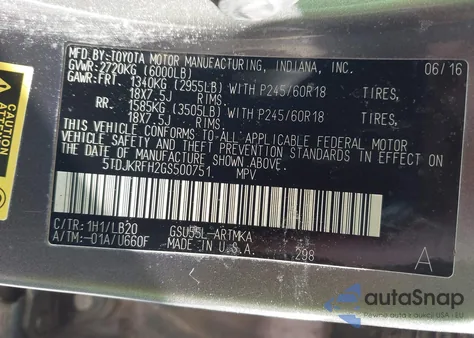 MFD.BY: TOYOTA MOTOR MANUFACTURING, INDIANA, INC. 06/16
GVWR: 2720KG (6000LB)
GAWR:FRT. 1340KG (2955LB) WITH P245/60R18 TIRES,
18X7.5J RIMS.
RR. 1585KG (3505LB) WITH P245/60R18 TIRES,
18X7.5J RIMS.
THIS VEHICLE CONFORMS TO ALL APPLICABLE FEDERAL MOTOR
VEHICLE SAFETY AND THEFT PREVENTION STANDARDS IN EFFECT ON
THE DATE OF MANUFACTURE SHOWN ABOVE.
5TDJKRFH2GS500751. MPV
C/TR: 1H1/LB20 GSU55L-ARTMKA
A/TM:-01A/U660F MADE IN U.S.A. 298 A
CAUTION
autoSnap